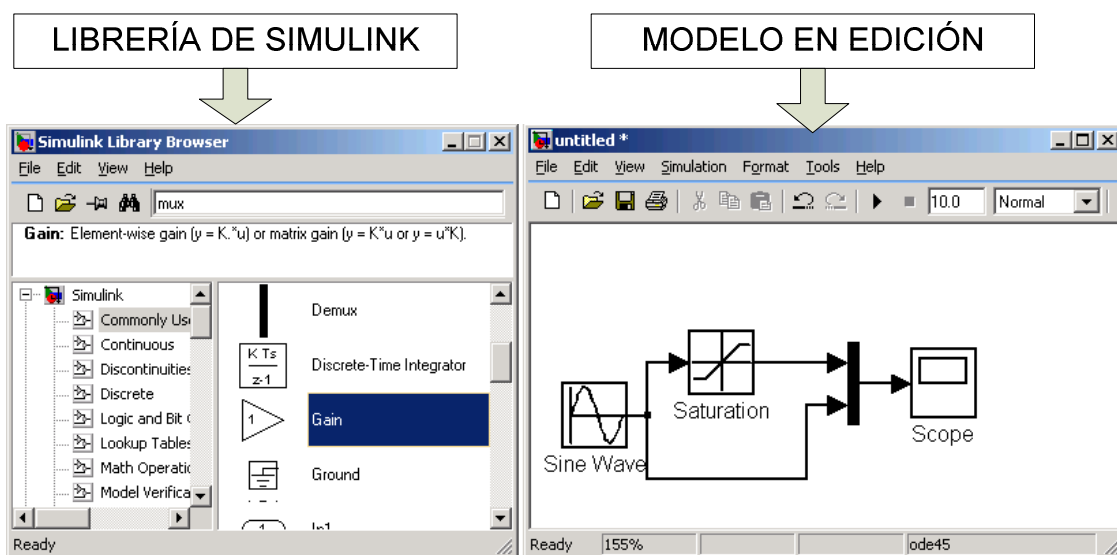 LIBRERÍA DE SIMULINK
MODELO EN EDICIÓN
Simulink Library Browser
File Edit View Help
mux
Gain: Element-wise gain (y = K.*u) or matrix gain (y = K*u or y = u*K).
Simulink
Commonly Us
Continuous
Discontinuities
Discrete
Logic and Bit
Lookup Tables
Math Operatio
Model Verifica
Demux
K Ts
z-1
Discrete-Time Integrator
1
Gain
Ground
1
In1
Ready
untitled *
File Edit View Simulation Format Tools Help
10.0 Normal
Sine Wave
Saturation
Scope
Ready 155% ode45